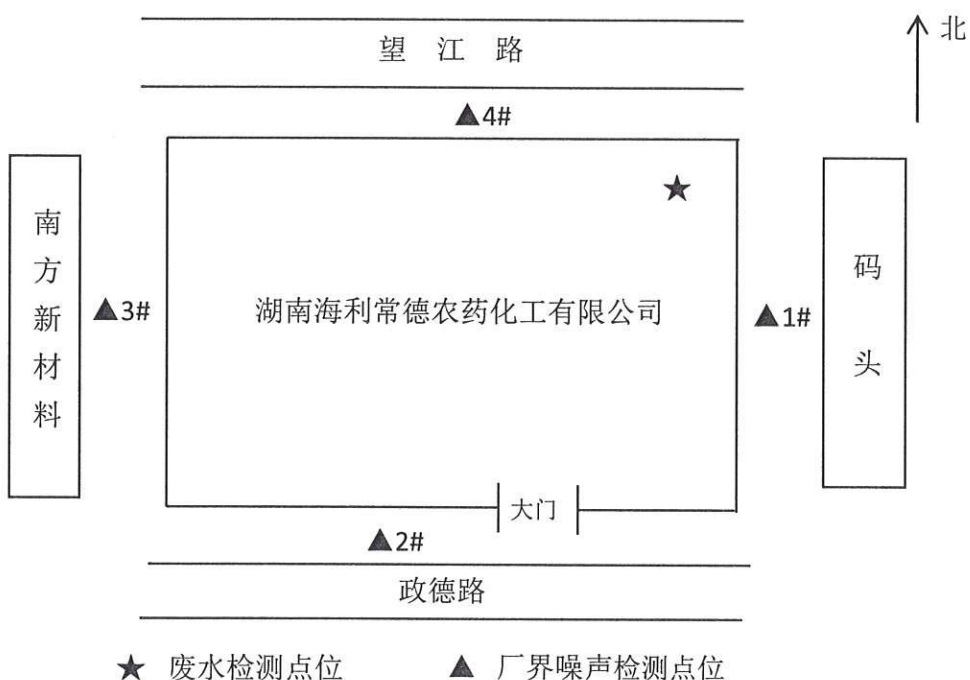 北
望 江 路
▲4#
★
南方新材料
▲3#
湖南海利常德农药化工有限公司
▲1#
码头
大门
▲2#
政德路
★ 废水检测点位 ▲ 厂界噪声检测点位